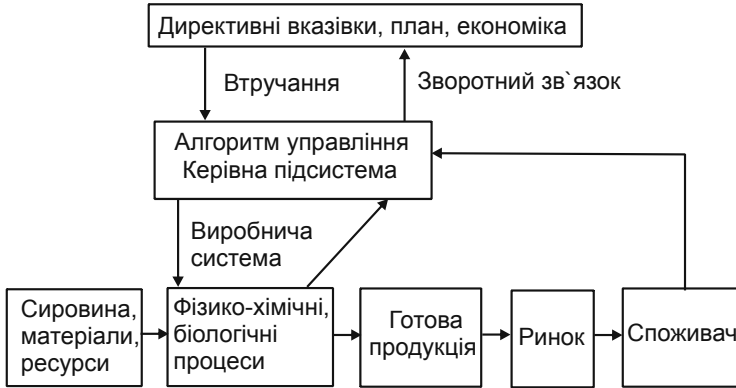 Директивні вказівки, план, економіка
Втручання
Зворотний зв`язок
Алгоритм управління
Керівна підсистема
Виробнича
система
Сировина,
матеріали,
ресурси
Фізико-хімічні,
біологічні
процеси
Готова
продукція
Ринок
Споживач